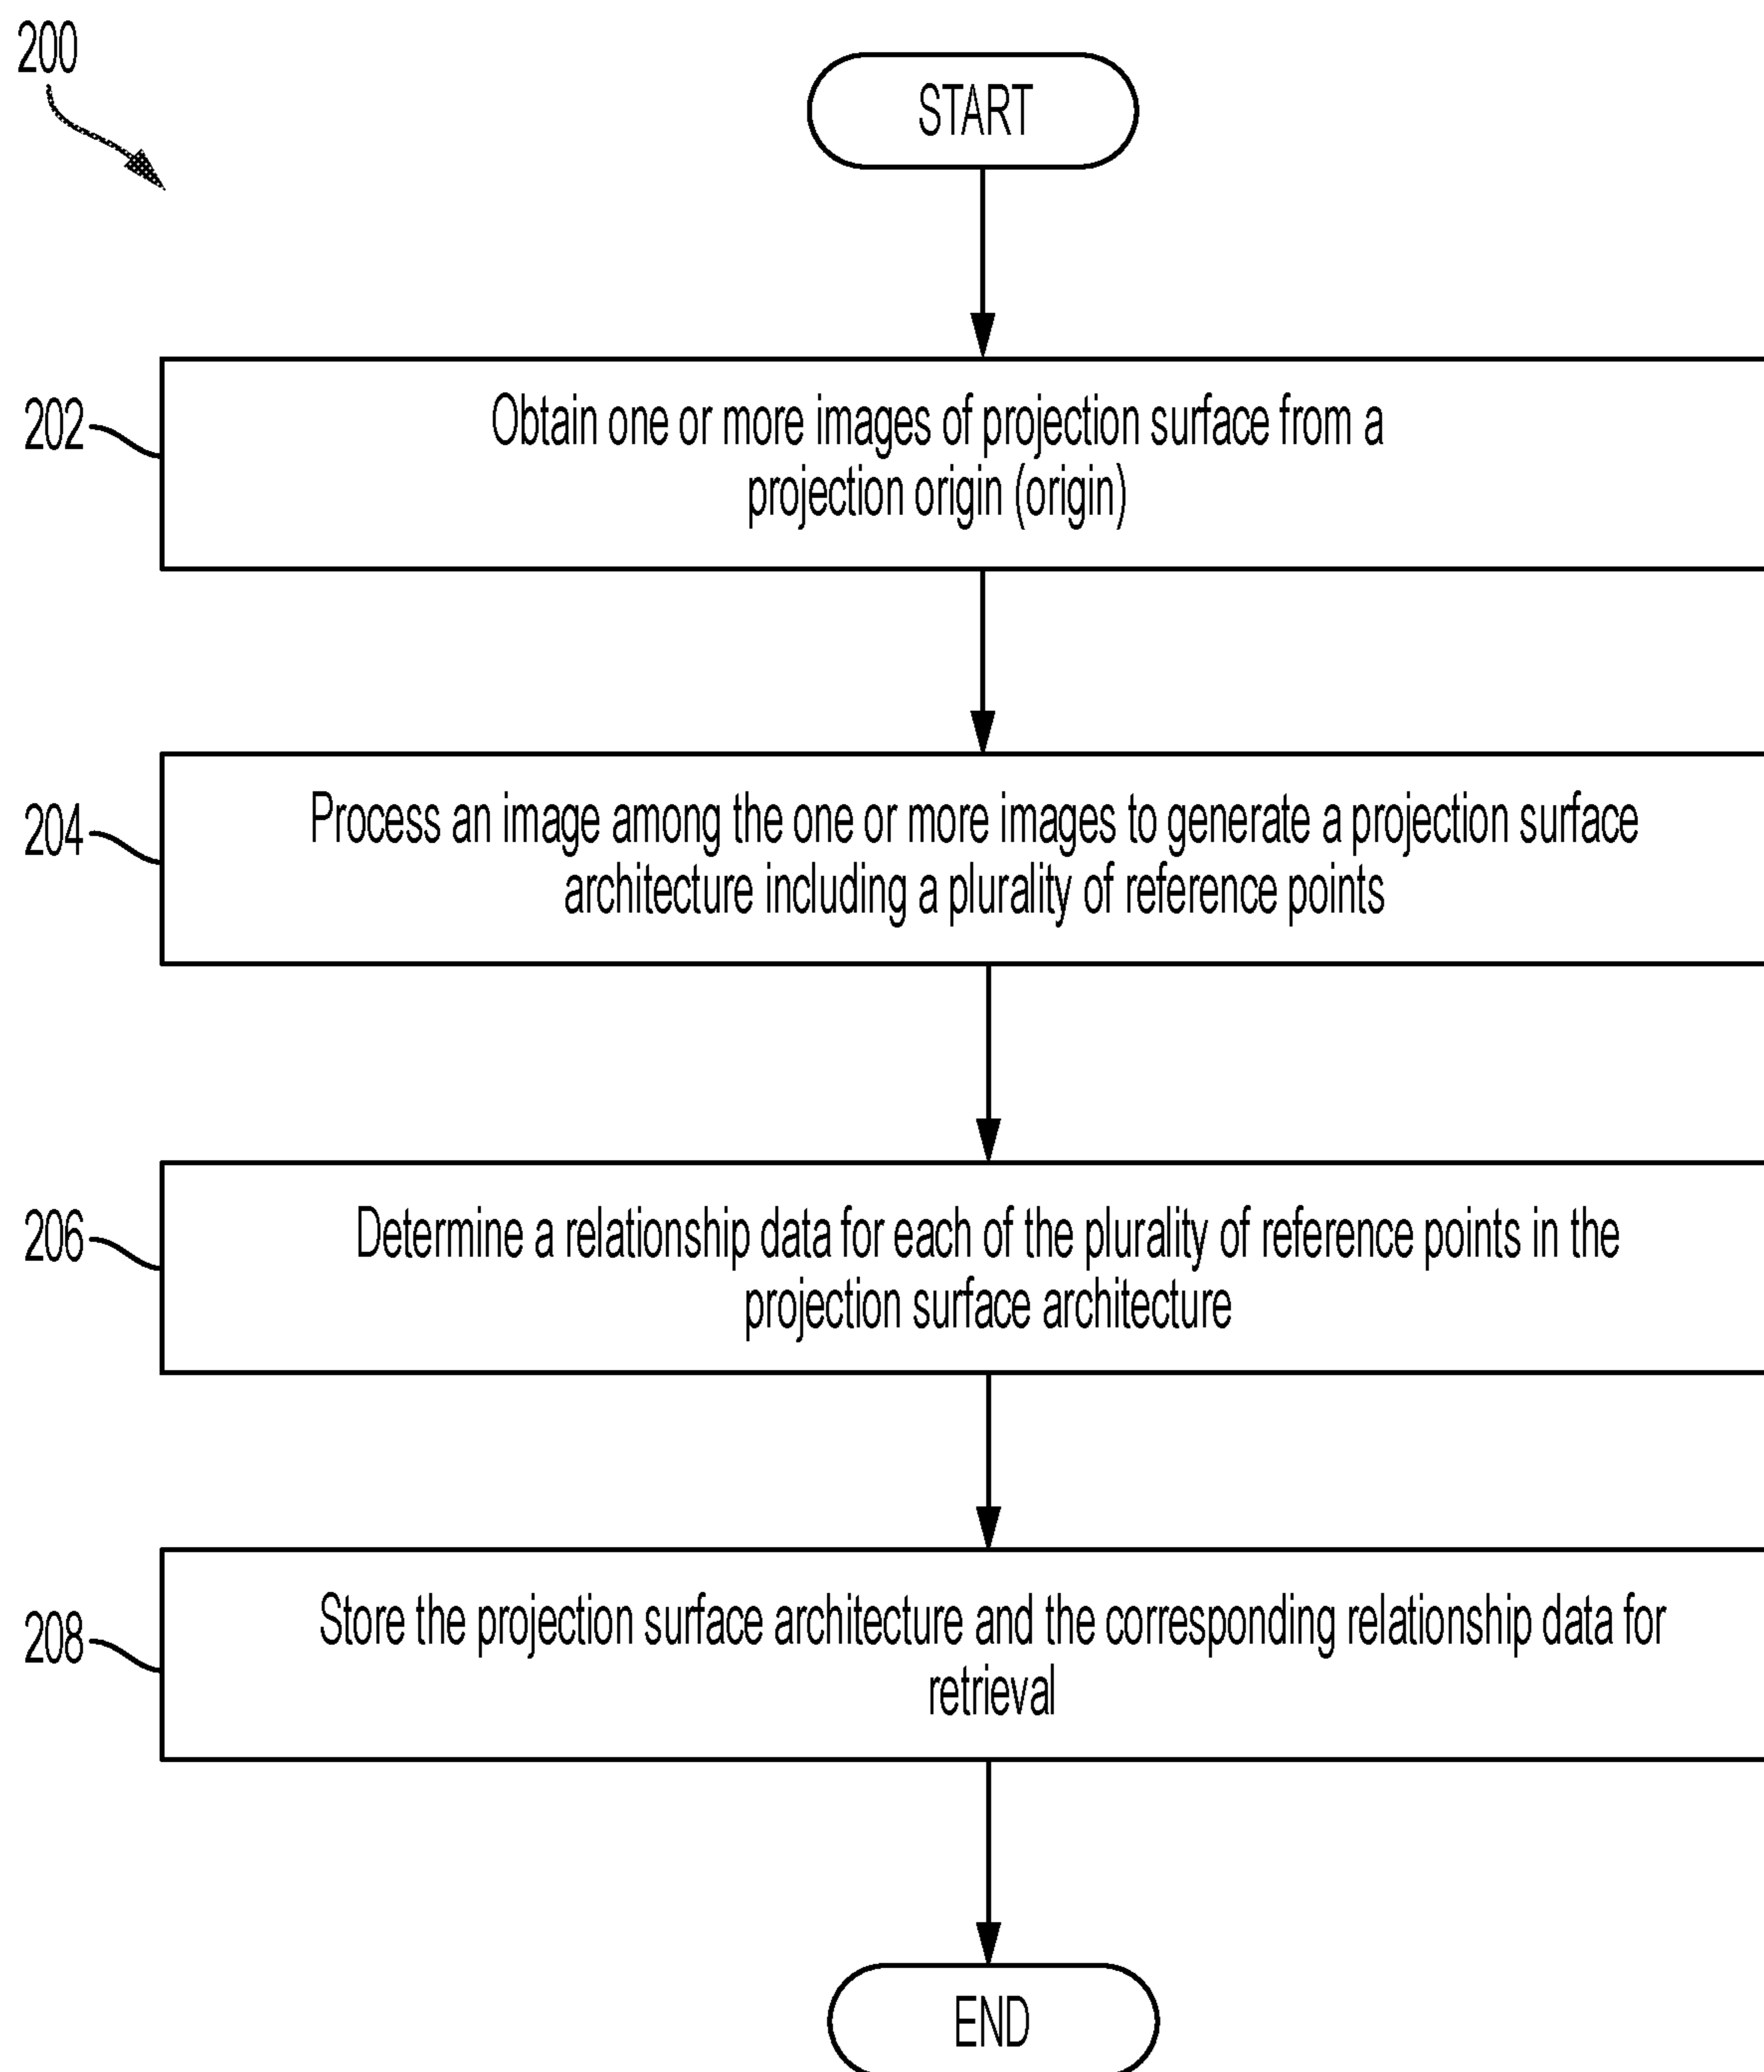 200
START
202
Obtain one or more images of projection surface from a
projection origin (origin)
204
Process an image among the one or more images to generate a projection surface
architecture including a plurality of reference points
206
Determine a relationship data for each of the plurality of reference points in the
projection surface architecture
208
Store the projection surface architecture and the corresponding relationship data for
retrieval
END